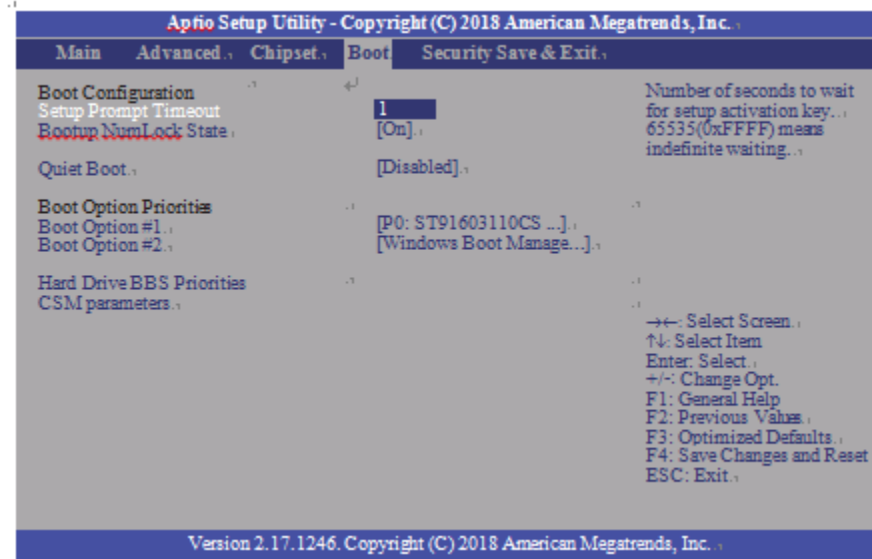 Aptio Setup Utility - Copyright (C) 2018 American Megatrends, Inc.
Main Advanced Chipset Boot Security Save & Exit
Boot Configuration
Setup Prompt Timeout 1
Bootup NumLock State [On]
Quiet Boot [Disabled]
Boot Option Priorities
Boot Option #1 [P0: ST91603110CS ...]
Boot Option #2 [Windows Boot Manage...]
Hard Drive BBS Priorities
CSM parameters
Number of seconds to wait
for setup activation key..
65535(0xFFFF) means
indefinite waiting..
→←: Select Screen
↑↓: Select Item
Enter: Select
+/-: Change Opt.
F1: General Help
F2: Previous Values
F3: Optimized Defaults
F4: Save Changes and Reset
ESC: Exit
Version 2.17.1246. Copyright (C) 2018 American Megatrends, Inc.